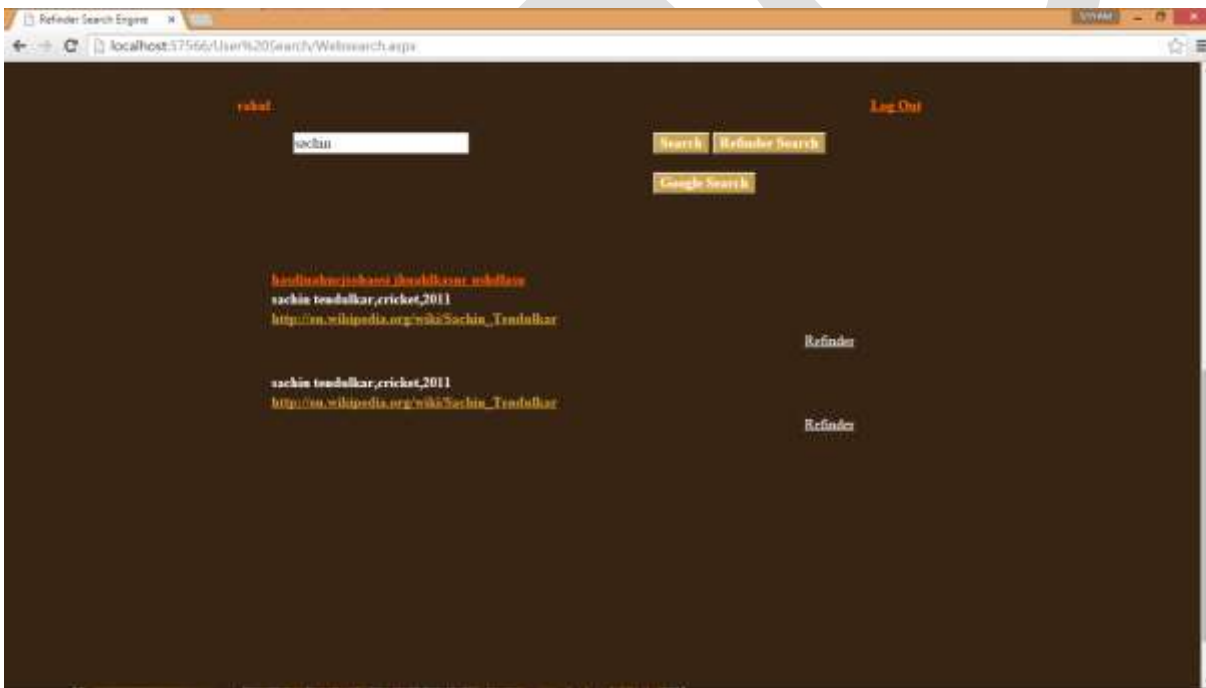 Refinder Search Engine
localhost:57566/User%20Search/Websearch.aspx
rahul Log Out
sachin Search Refinder Search
Google Search
sachin tendulkar,cricket,2011
http://en.wikipedia.org/wiki/Sachin_Tendulkar
Refinder
sachin tendulkar,cricket,2011
http://en.wikipedia.org/wiki/Sachin_Tendulkar
Refinder